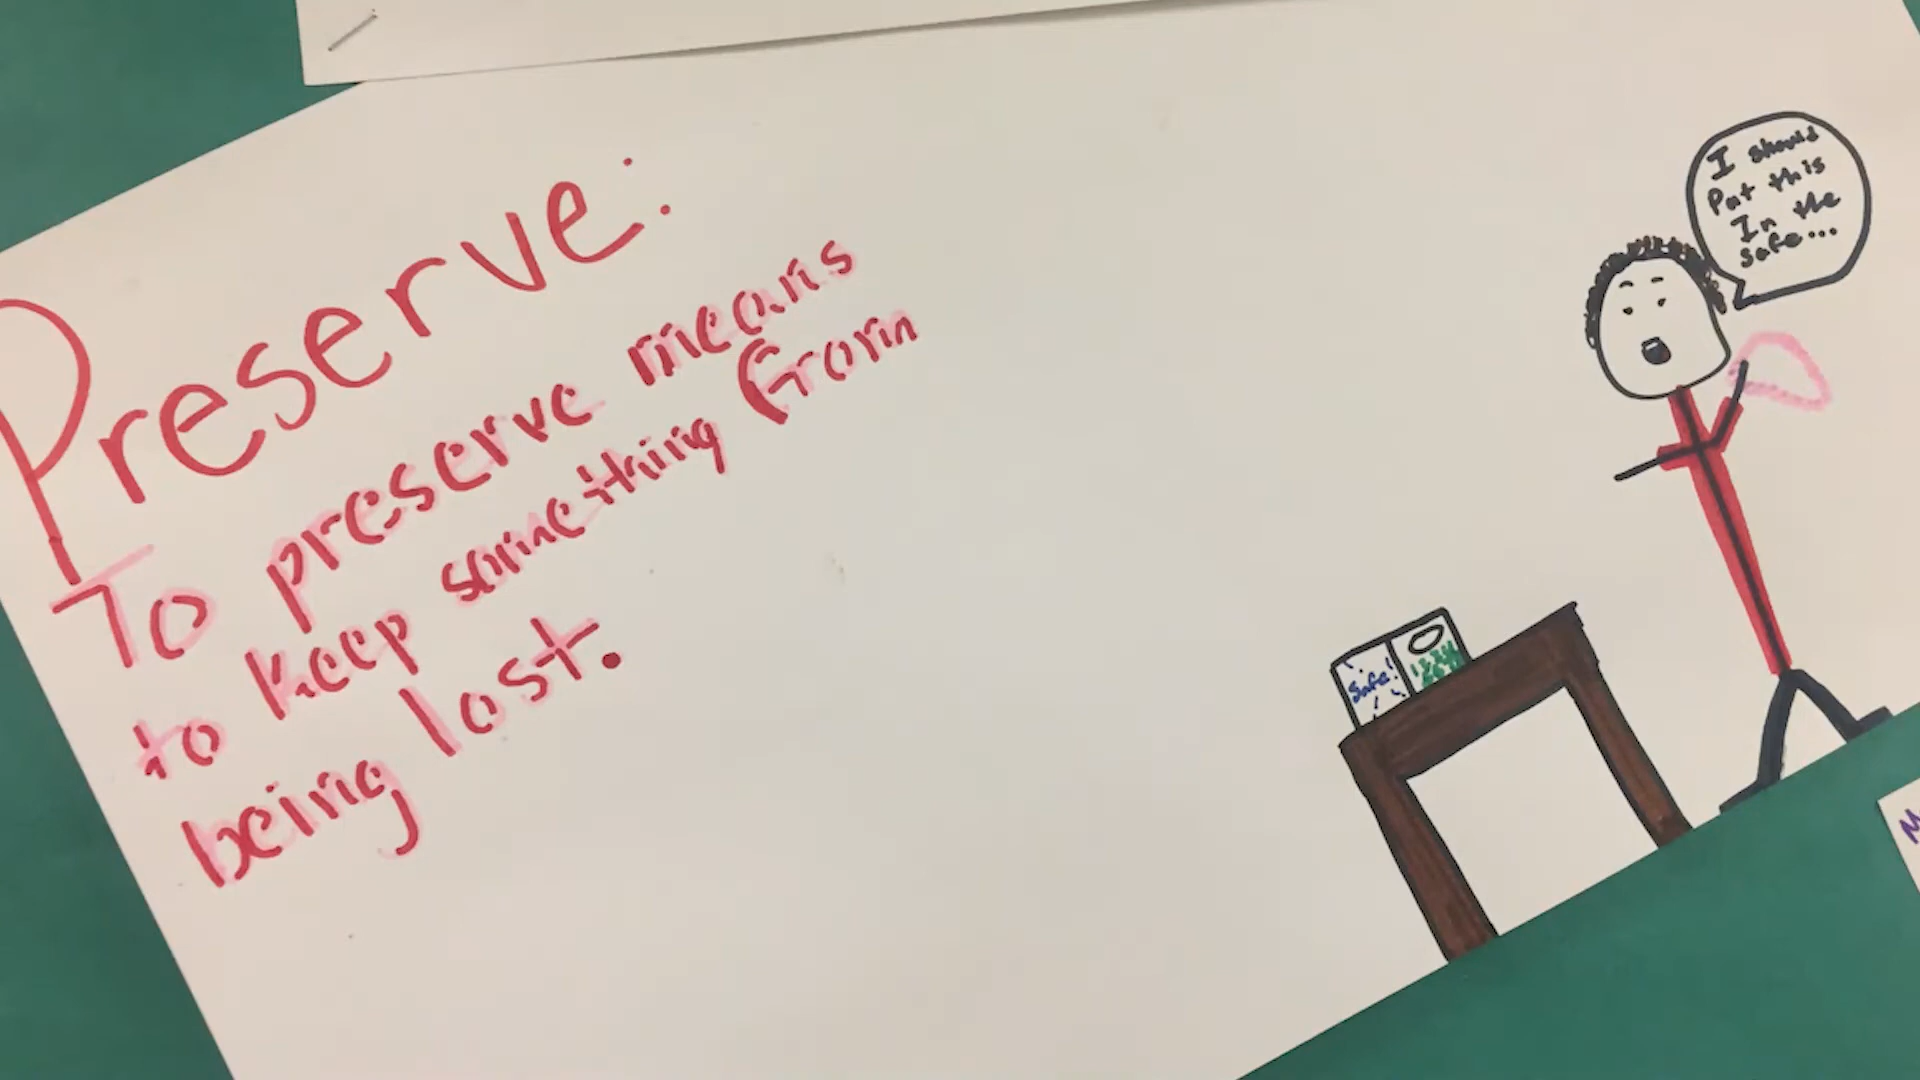 Preserve:
To preserve means
to keep something from
being lost.
I should
Put this
In the
safe...
Safe!